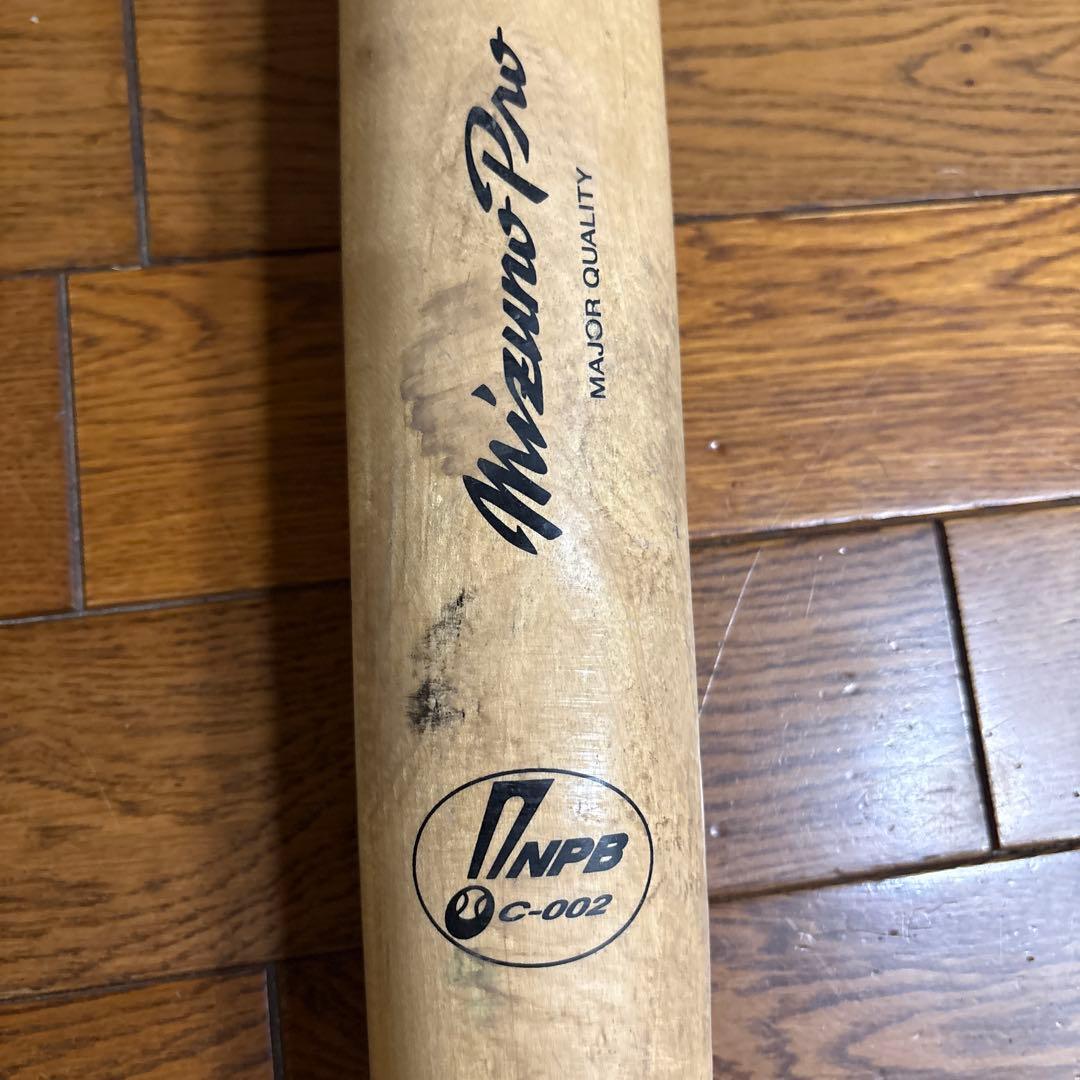 Mizuno Pro
MAJOR QUALITY
NPB
C-002